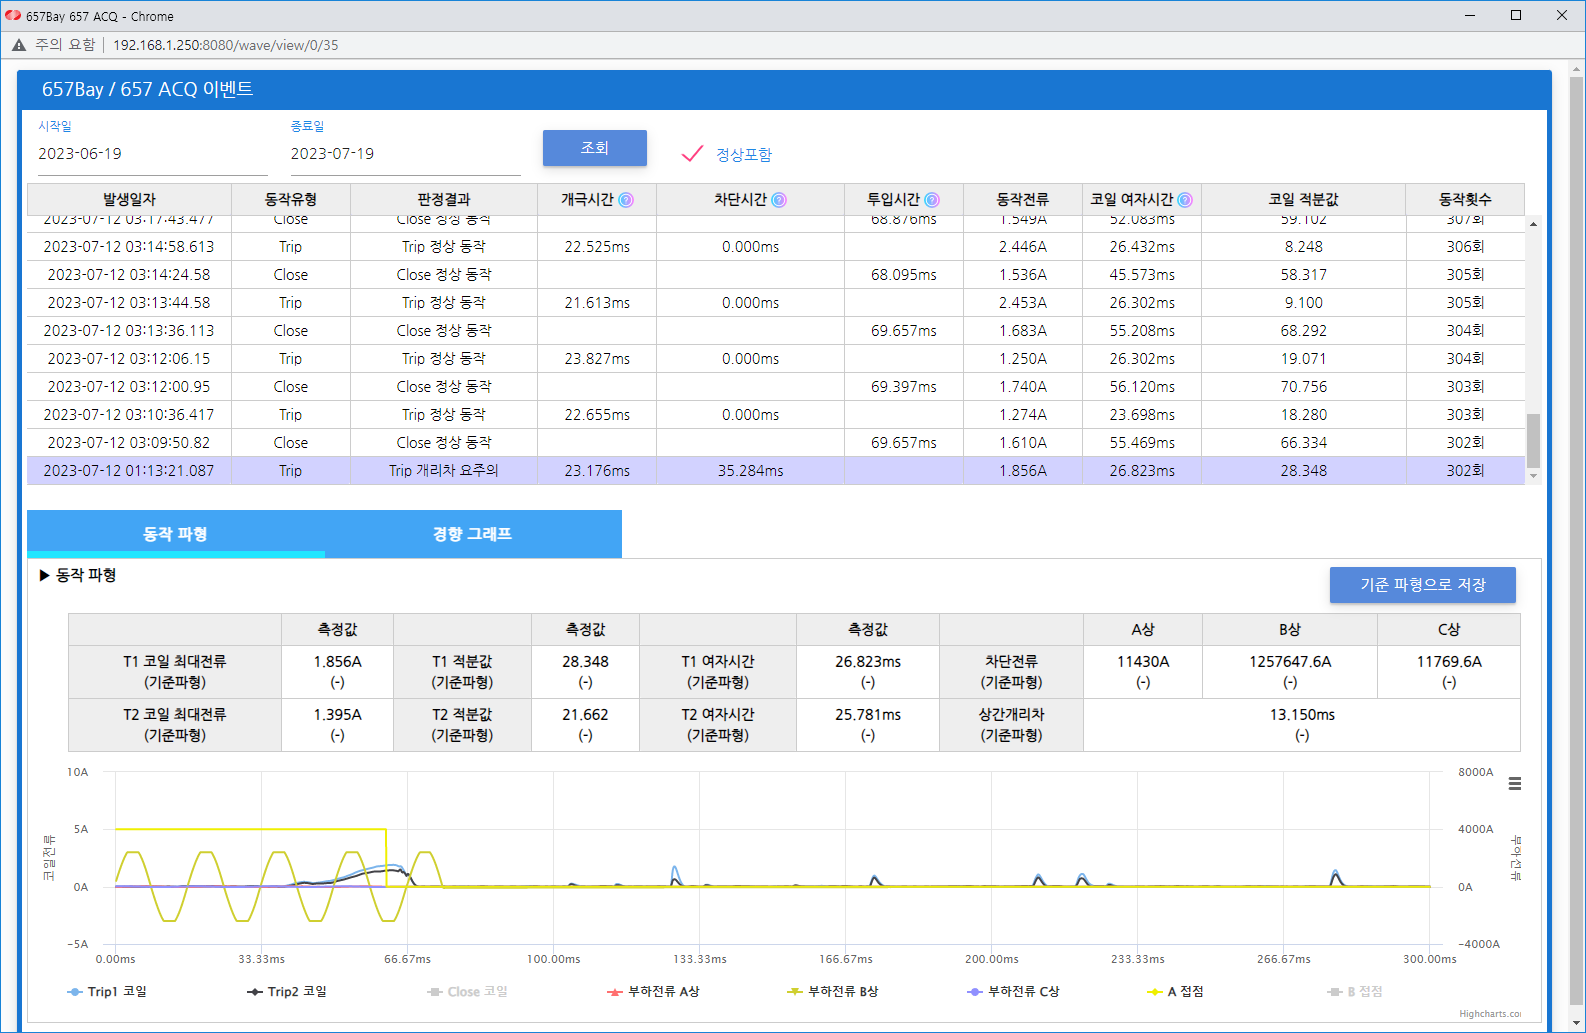 657Bay 657 ACQ - Chrome
주의 요함 | 192.168.1.250:8080/wave/view/0/35
657Bay / 657 ACQ 이벤트
시작일 종료일
2023-06-19 2023-07-19 조회 정상포함
발생일자 동작유형 판정결과 개극시간 ? 차단시간 ? 투입시간 ? 동작전류 코일 여자시간 ? 코일 적분값 동작횟수
2023-07-12 03:17:43.477 Close Close 정상 동작 68.876ms 1.549A 52.083ms 59.102 307회
2023-07-12 03:14:58.613 Trip Trip 정상 동작 22.525ms 0.000ms 2.446A 26.432ms 8.248 306회
2023-07-12 03:14:24.58 Close Close 정상 동작 68.095ms 1.536A 45.573ms 58.317 305회
2023-07-12 03:13:44.58 Trip Trip 정상 동작 21.613ms 0.000ms 2.453A 26.302ms 9.100 305회
2023-07-12 03:13:36.113 Close Close 정상 동작 69.657ms 1.683A 55.208ms 68.292 304회
2023-07-12 03:12:06.15 Trip Trip 정상 동작 23.827ms 0.000ms 1.250A 26.302ms 19.071 304회
2023-07-12 03:12:00.95 Close Close 정상 동작 69.397ms 1.740A 56.120ms 70.756 303회
2023-07-12 03:10:36.417 Trip Trip 정상 동작 22.655ms 0.000ms 1.274A 23.698ms 18.280 303회
2023-07-12 03:09:50.82 Close Close 정상 동작 69.657ms 1.610A 55.469ms 66.334 302회
2023-07-12 01:13:21.087 Trip Trip 개리차 요주의 23.176ms 35.284ms 1.856A 26.823ms 28.348 302회
동작 파형 경향 그래프
▶ 동작 파형
기준 파형으로 저장
측정값 측정값 측정값 A상 B상 C상
T1 코일 최대전류 1.856A T1 적분값 28.348 T1 여자시간 26.823ms 차단전류 11430A 1257647.6A 11769.6A
(기준파형) (-) (기준파형) (-) (기준파형) (-) (기준파형) (-) (-) (-)
T2 코일 최대전류 1.395A T2 적분값 21.662 T2 여자시간 25.781ms 상간개리차 13.150ms
(기준파형) (-) (기준파형) (-) (기준파형) (-) (기준파형) (-)
10A 8000A
5A 4000A
코일전류 부하전류
0A 0A
-5A -4000A
0.00ms 33.33ms 66.67ms 100.00ms 133.33ms 166.67ms 200.00ms 233.33ms 266.67ms 300.00ms
Trip1 코일 Trip2 코일 Close 코일 부하전류 A상 부하전류 B상 부하전류 C상 A 접점 B 접점
Highcharts.co